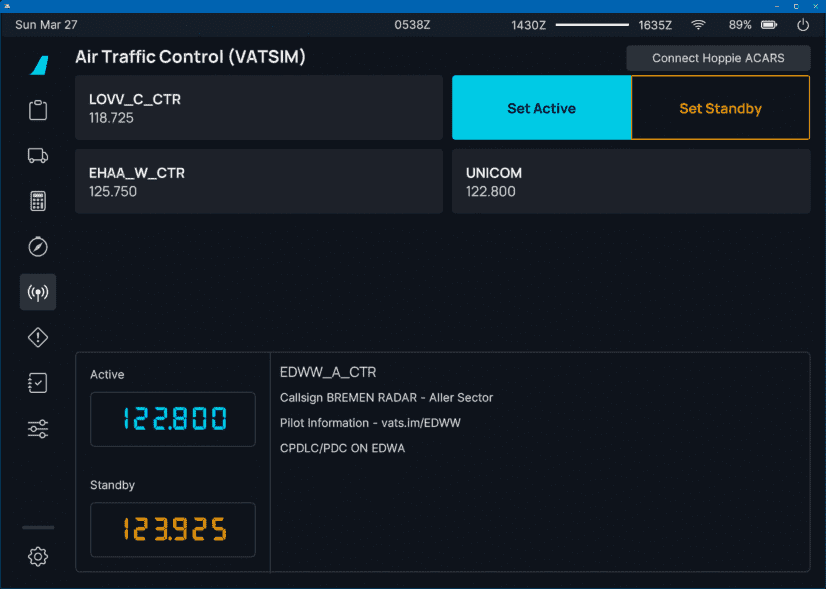 Sun Mar 27
0538Z
1430Z
1635Z
89%
Air Traffic Control (VATSIM)
Connect Hoppie ACARS
LOVV_C_CTR
118.725
Set Active
Set Standby
EHAA_W_CTR
125.750
UNICOM
122.800
Active
122.800
Standby
123.925
EDWW_A_CTR
Callsign BREMEN RADAR - Aller Sector
Pilot Information - vats.im/EDWW
CPDLC/PDC ON EDWA